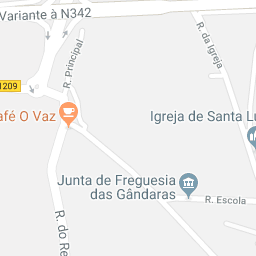 Variante à N342
R. da Igreja
R. Principal
1209
afé O Vaz
Igreja de Santa Lu
Junta de Freguesia
das Gândaras
R. Escola
R. do Re